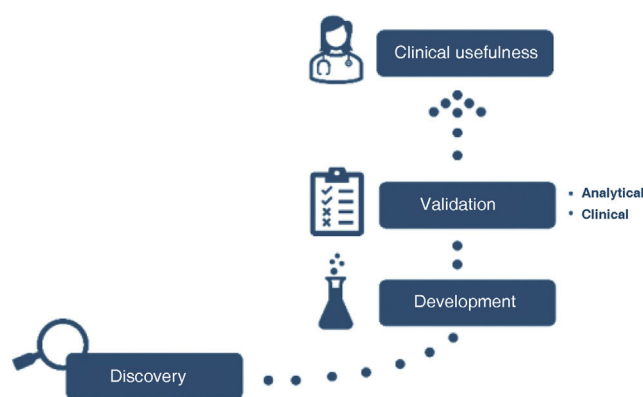 Clinical usefulness
Validation
• Analytical
• Clinical
Development
Discovery